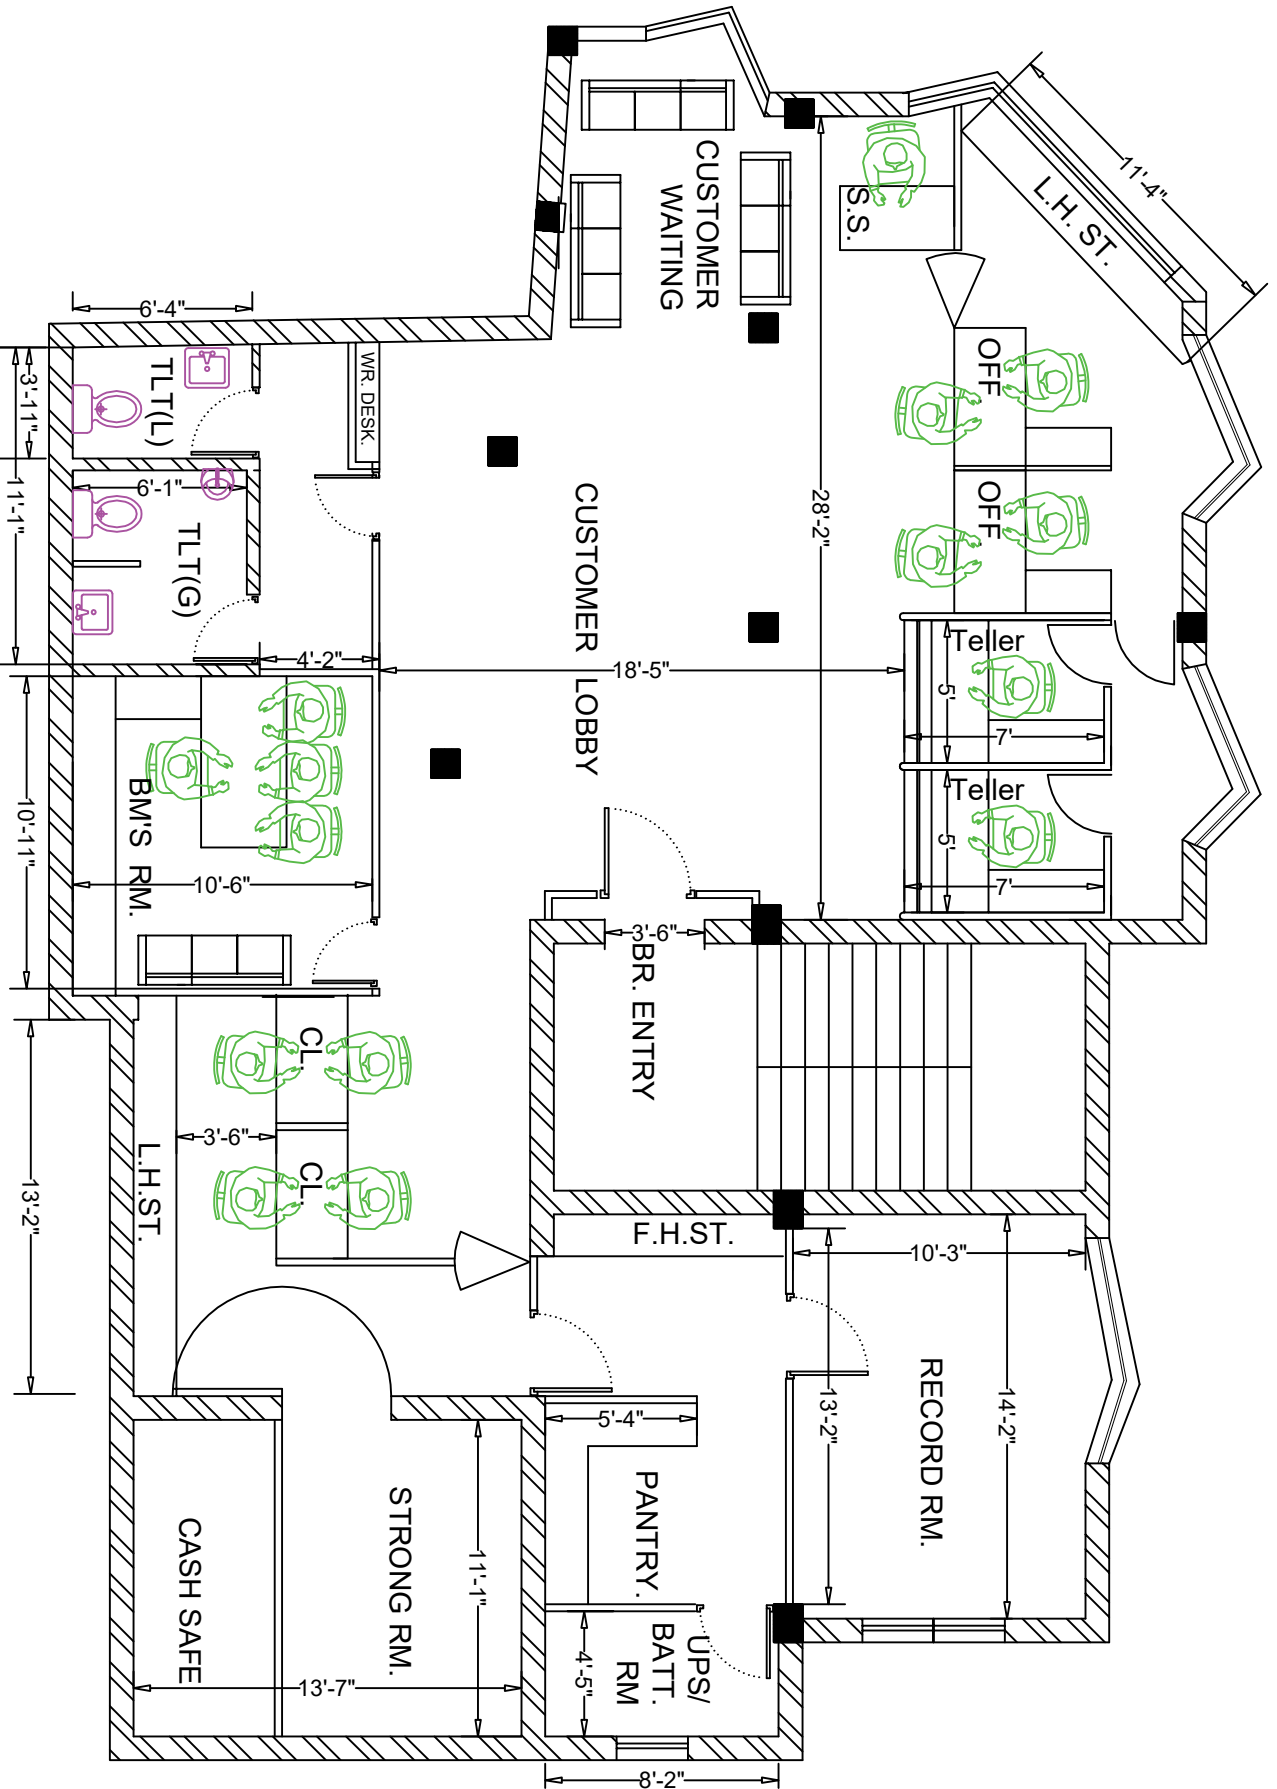 11'-4"
L.H. ST.
CUSTOMER
WAITING
S.S.
6'-4"
3'-11"
11'-1"
TLT(L)
WR. DESK.
OFF
OFF
6'-1"
TLT(G)
CUSTOMER LOBBY
28'-2"
4'-2"
18'-5"
Teller
5'
7'
Teller
5'
7'
10'-11"
BM'S RM.
10'-6"
3'-6"
BR. ENTRY
CL.
CL.
L.H.ST.
3'-6"
13'-2"
F.H.ST.
10'-3"
13'-2"
14'-2"
RECORD RM.
5'-4"
PANTRY.
STRONG RM.
11'-1"
CASH SAFE
13'-7"
UPS/
BATT.
RM
4'-5"
8'-2"